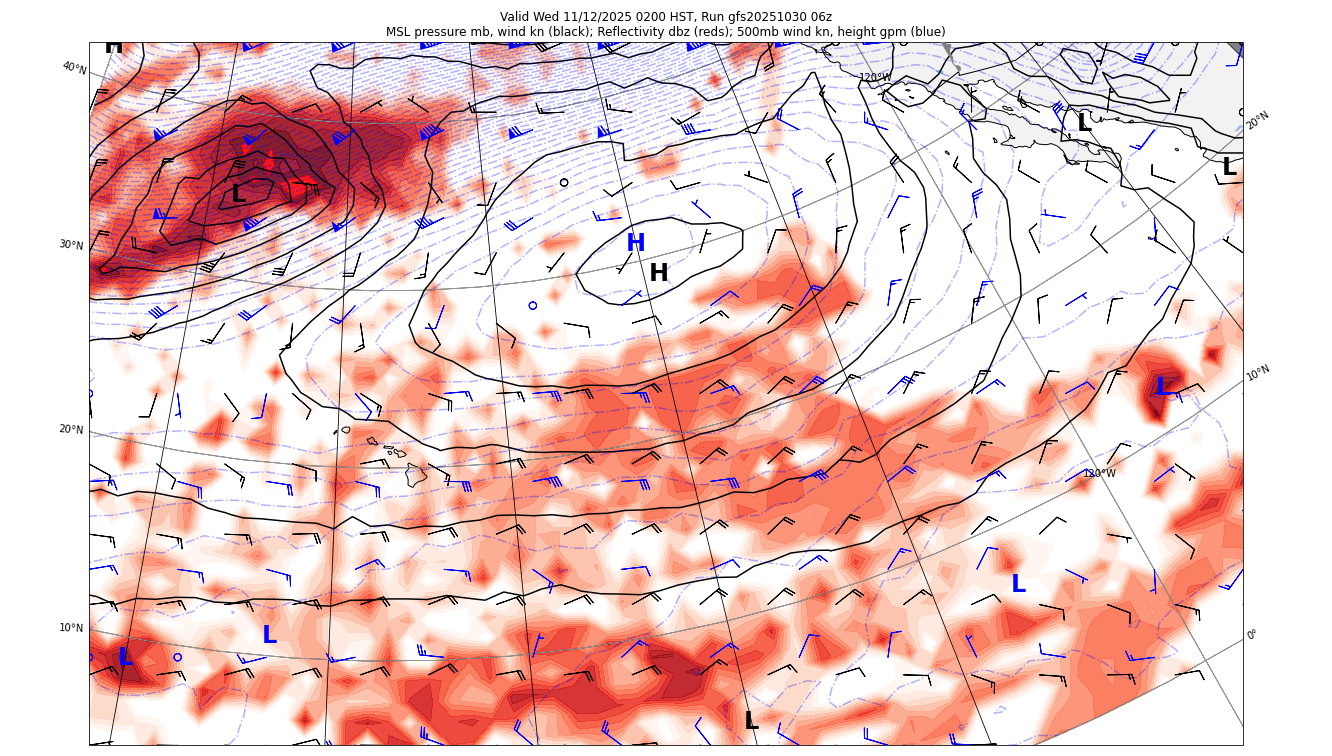 Valid Wed 11/12/2025 0200 HST, Run gfs20251030 06z
MSL pressure mb, wind kn (black); Reflectivity dbz (reds); 500mb wind kn, height gpm (blue)
H
40°N
120°W
20°N
L
L
L
30°N
H
H
10°N
L
20°N
120°W
L
10°N
L
0°
L
L